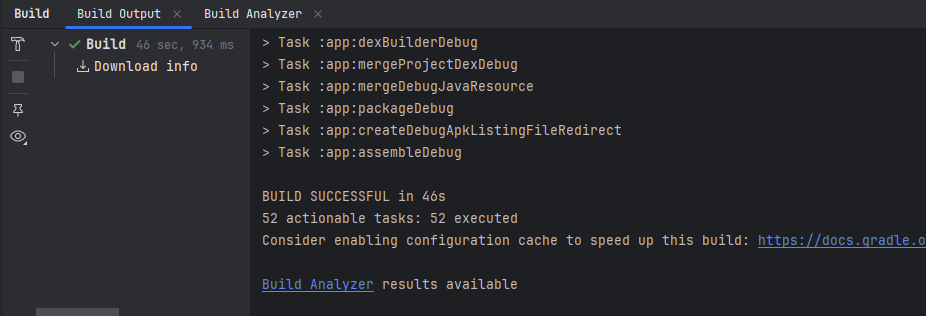 Build Build Output Build Analyzer
Build 46 sec, 934 ms
Download info
> Task :app:dexBuilderDebug
> Task :app:mergeProjectDexDebug
> Task :app:mergeDebugJavaResource
> Task :app:packageDebug
> Task :app:createDebugApkListingFileRedirect
> Task :app:assembleDebug
BUILD SUCCESSFUL in 46s
52 actionable tasks: 52 executed
Consider enabling configuration cache to speed up this build: https://docs.gradle.o
Build Analyzer results available